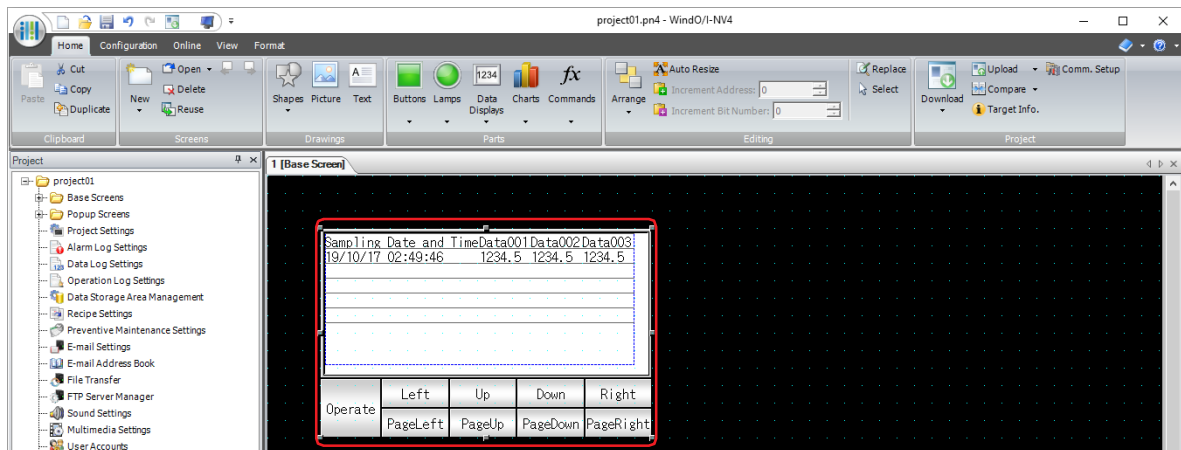 project01.pn4 - WindO/I-NV4
Home Configuration Online View Format
Paste
Cut
Copy
Duplicate
Clipboard
New
Open
Delete
Reuse
Screens
Shapes Picture Text
Drawings
Buttons Lamps Data Displays Charts Commands
1234
fx
Parts
Arrange
Auto Resize
Increment Address: 0
Increment Bit Number: 0
Replace
Select
Editing
Download
Upload
Compare
Target Info.
Comm. Setup
Project
Project
1 [Base Screen]
project01
Base Screens
Popup Screens
Project Settings
Alarm Log Settings
Data Log Settings
Operation Log Settings
Data Storage Area Management
Recipe Settings
Preventive Maintenance Settings
E-mail Settings
E-mail Address Book
File Transfer
FTP Server Manager
Sound Settings
Multimedia Settings
User Accounts
Sampling Date and TimeData001Data002Data003
19/10/17 02:49:46 1234.5 1234.5 1234.5
Operate
Left Up Down Right
PageLeft PageUp PageDown PageRight